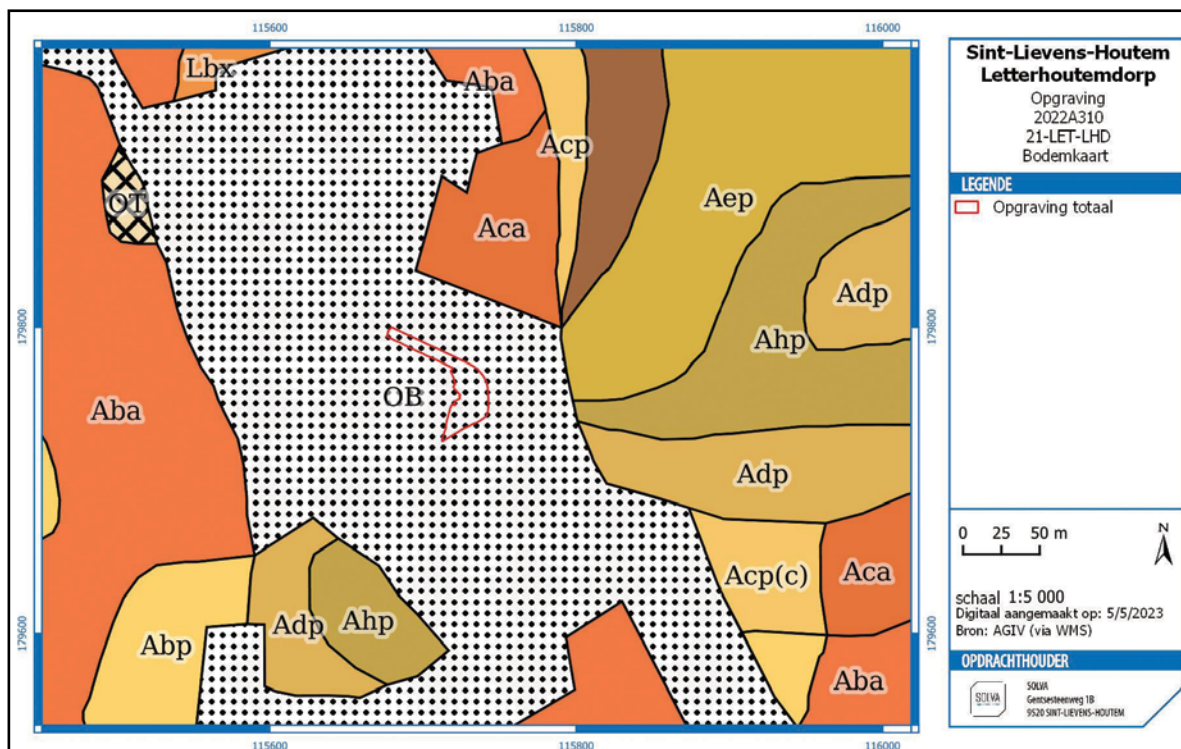 115600
115800
116000
Lbx
Aba
Acp
OT
Aep
Aca
Adp
179800
179800
Ahp
OB
Aba
Adp
Acp(c)
Aca
Adp
Ahp
Abp
179600
179600
Aba
115600
115800
116000
Sint-Lievens-Houtem
Letterhoutemdorp
Opgraving
2022A310
21-LET-LHD
Bodemkaart
LEGENDE
Opgraving totaal
0 25 50 m
N
schaal 1:5 000
Digitaal aangemaakt op: 5/5/2023
Bron: AGIV (via WMS)
OPDRACHTHOUDER
SOLVA
SOLVA
Gentsesteenweg 1B
9520 SINT-LIEVENS-HOUTEM